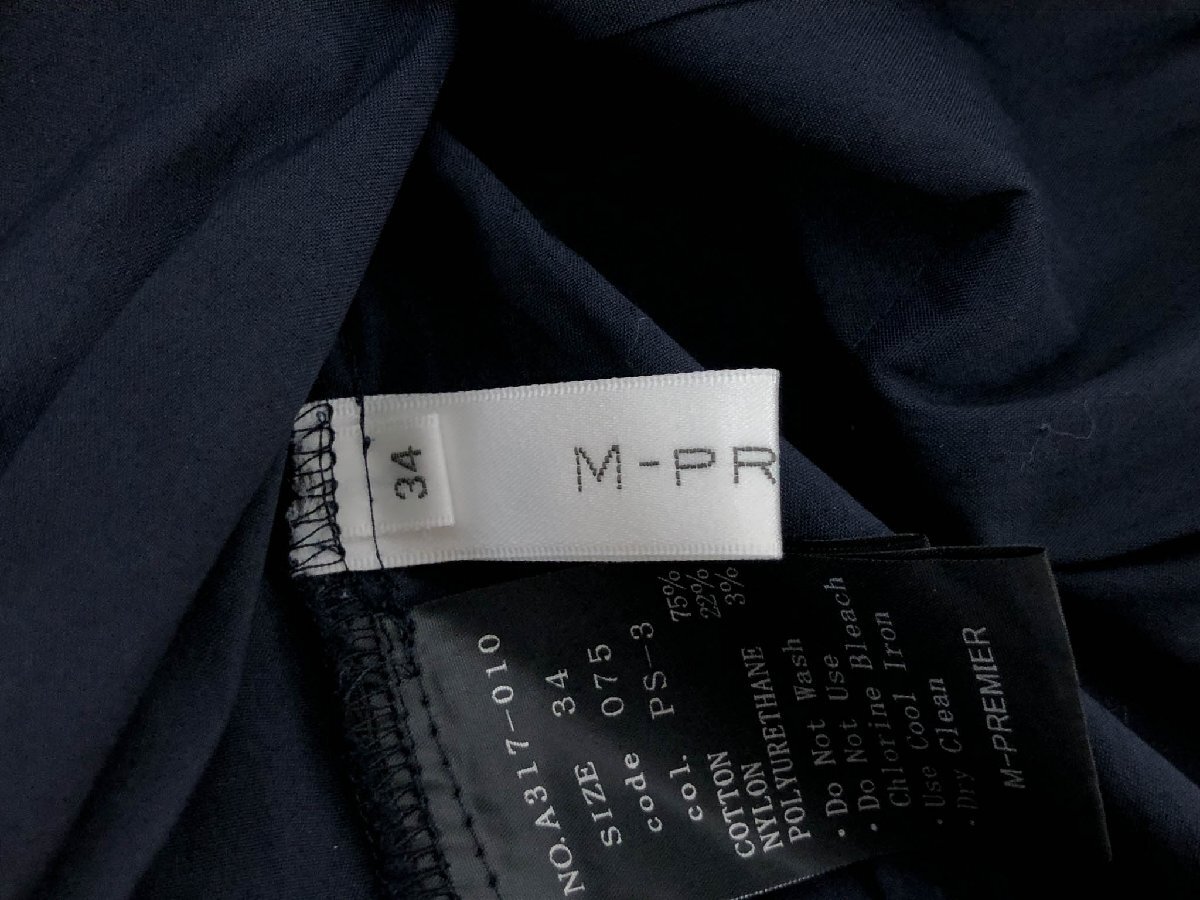 34
M-PR
NO.A317-010
SIZE 34
code 075
col. PS-3
COTTON 75%
NYLON 22%
POLYURETHANE 3%
· Do Not Wash
· Do Not Use
Chlorine Bleach
· Use Cool Iron
· Dry Clean
M-PREMIER